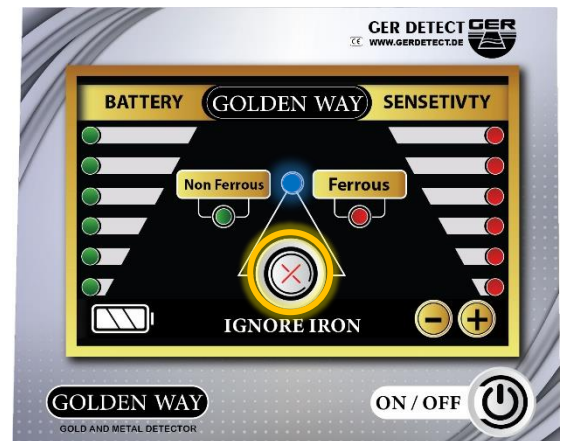 GER DETECT GER
CE WWW.GERDETECT.DE
BATTERY GOLDEN WAY SENSETIVTY
Non Ferrous Ferrous
IGNORE IRON
GOLDEN WAY ON / OFF
GOLD AND METAL DETECTOR